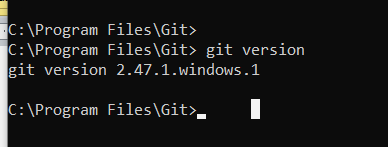 C:\Program Files\Git>
C:\Program Files\Git> git version
git version 2.47.1.windows.1
C:\Program Files\Git>